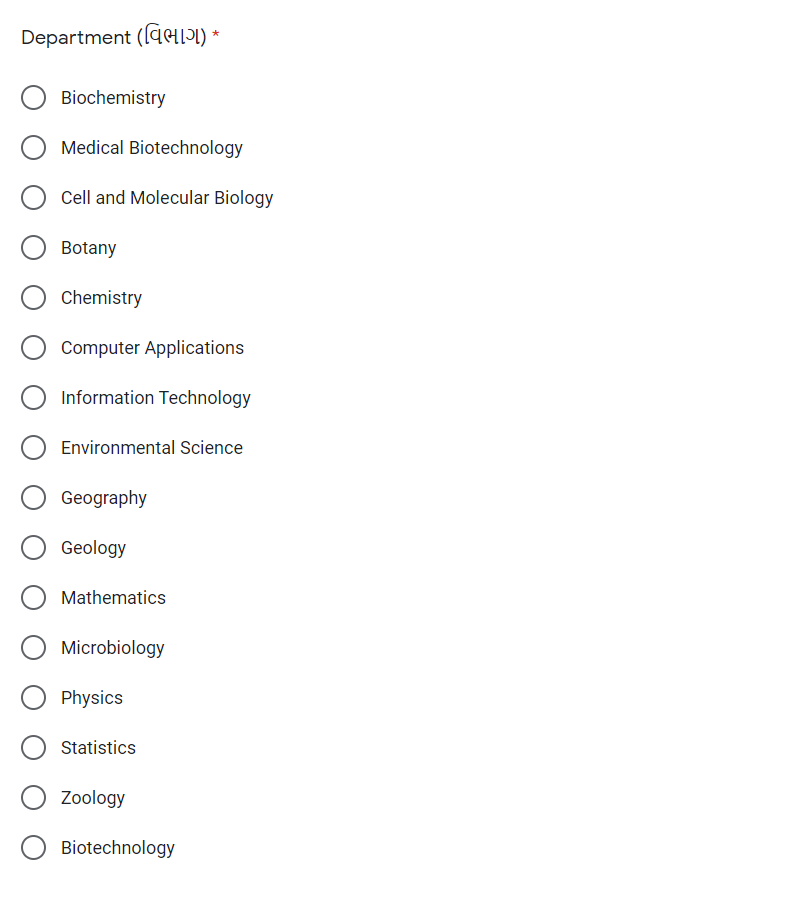 Department (વિભાગ) *
Biochemistry
Medical Biotechnology
Cell and Molecular Biology
Botany
Chemistry
Computer Applications
Information Technology
Environmental Science
Geography
Geology
Mathematics
Microbiology
Physics
Statistics
Zoology
Biotechnology